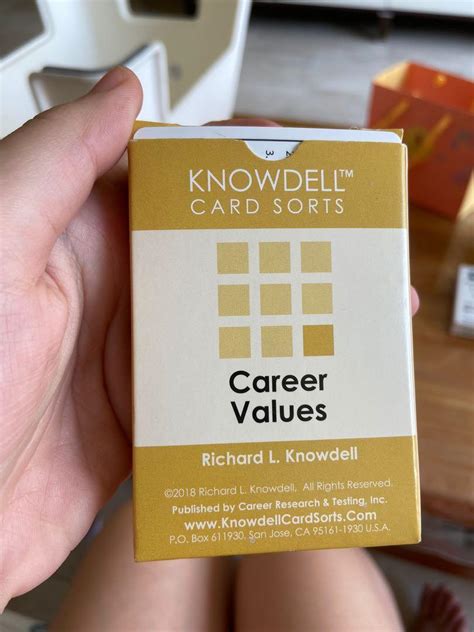 KNOWDELL™
CARD SORTS
Career
Values
Richard L. Knowdell
©2018 Richard L. Knowdell. All Rights Reserved.
Published by Career Research & Testing, Inc.
www.KnowdellCardSorts.Com
P.O. Box 611930, San Jose, CA 95161-1930 U.S.A.